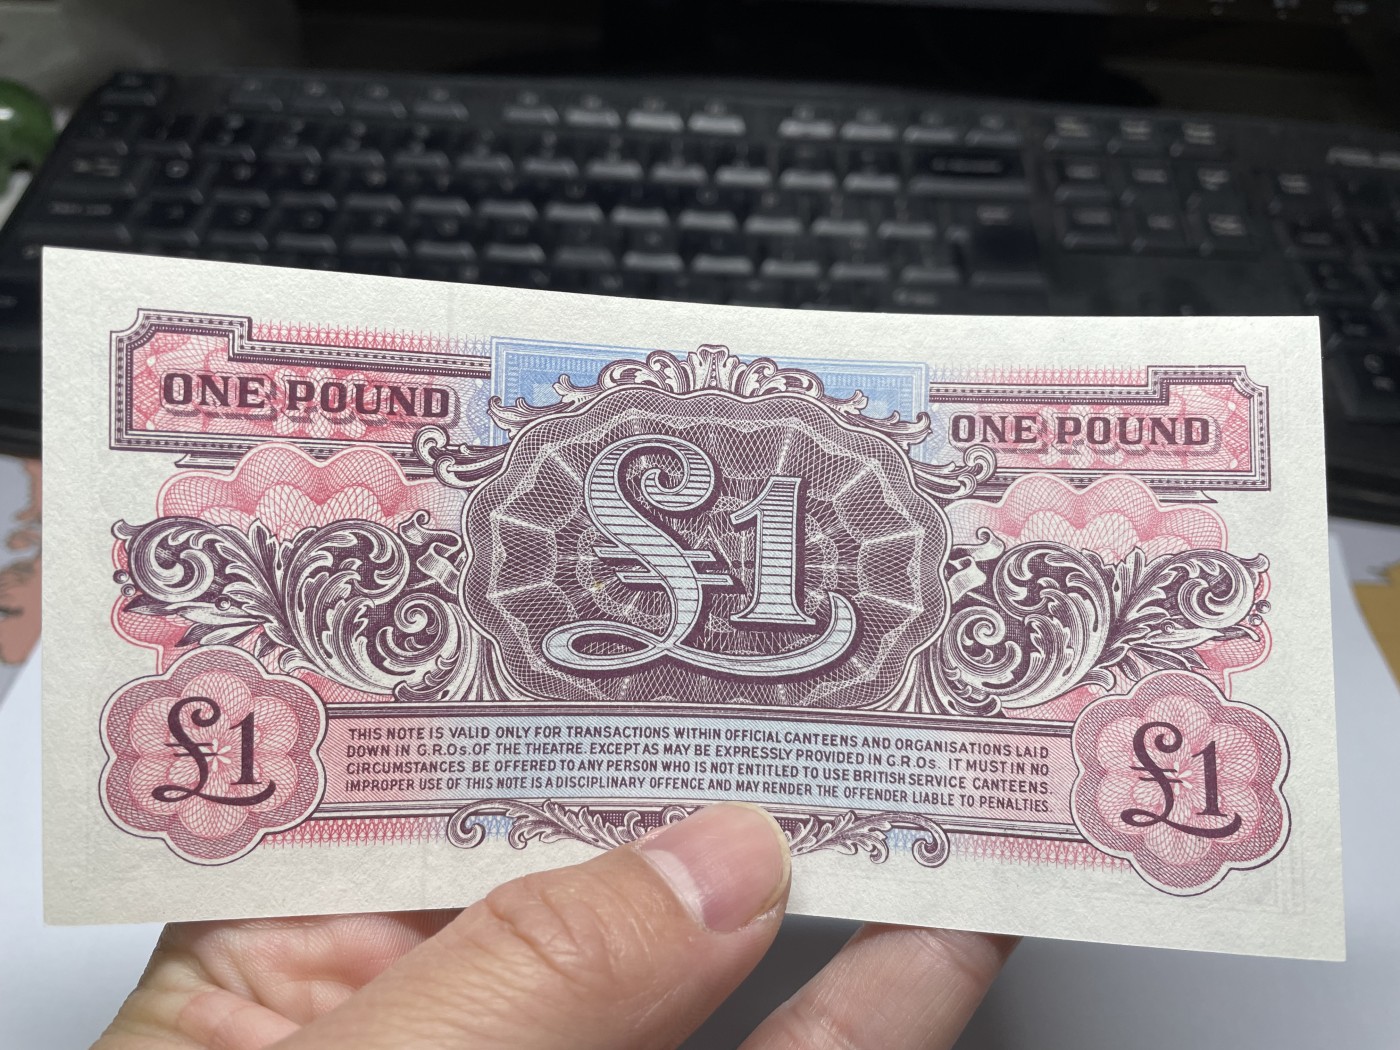 ONE POUND
ONE POUND
£1
THIS NOTE IS VALID ONLY FOR TRANSACTIONS WITHIN OFFICIAL CANTEENS AND ORGANISATIONS LAID
DOWN IN G.R.Os. OF THE THEATRE. EXCEPT AS MAY BE EXPRESSLY PROVIDED IN G.R.Os. IT MUST IN NO
CIRCUMSTANCES BE OFFERED TO ANY PERSON WHO IS NOT ENTITLED TO USE BRITISH SERVICE CANTEENS.
IMPROPER USE OF THIS NOTE IS A DISCIPLINARY OFFENCE AND MAY RENDER THE OFFENDER LIABLE TO PENALTIES.
£1
£1